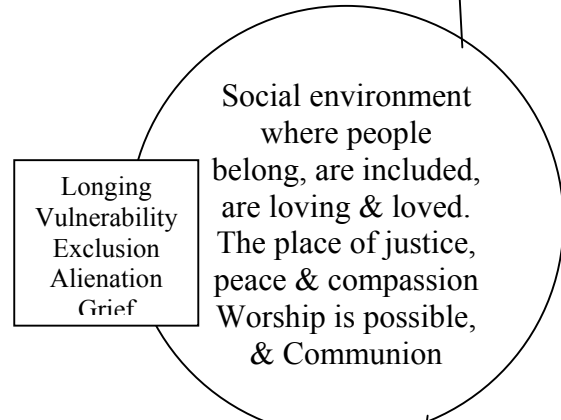 Social environment
where people
belong, are included,
are loving & loved.
The place of justice,
peace & compassion
Worship is possible,
& Communion
Longing
Vulnerability
Exclusion
Alienation
Grief